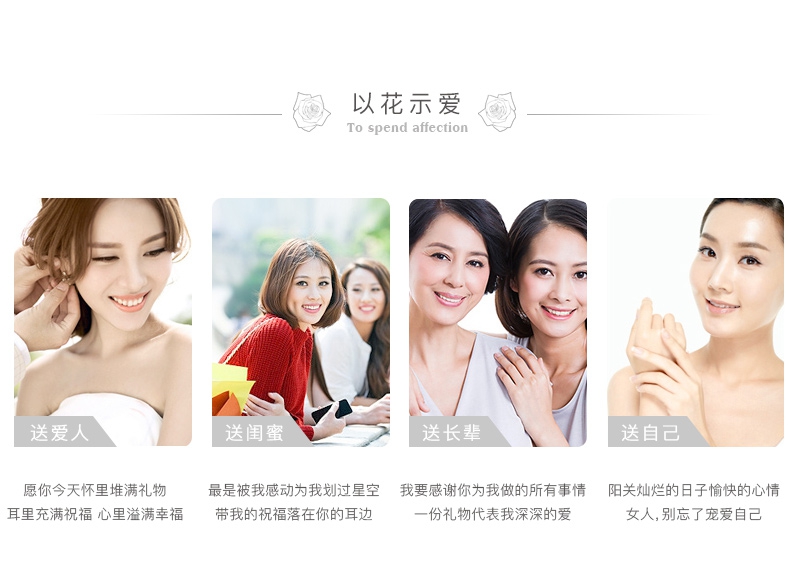 以花示爱
To spend affection
送爱人
送闺蜜
送长辈
送自己
愿你今天怀里堆满礼物
耳里充满祝福 心里溢满幸福
最是被我感动为我划过星空
带我的祝福落在你的耳边
我要感谢你为我做的所有事情
一份礼物代表我深深的爱
阳关灿烂的日子愉快的心情
女人,别忘了宠爱自己